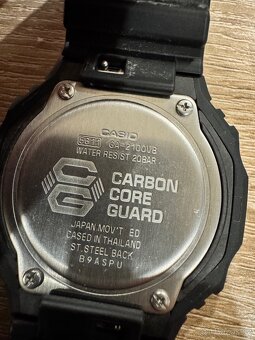 CASIO
5611 GA-2100VB
WATER RESIST 20BAR
CARBON
CORE
GUARD
JAPAN MOV'T ED
CASED IN THAILAND
ST. STEEL BACK
B9ASPU